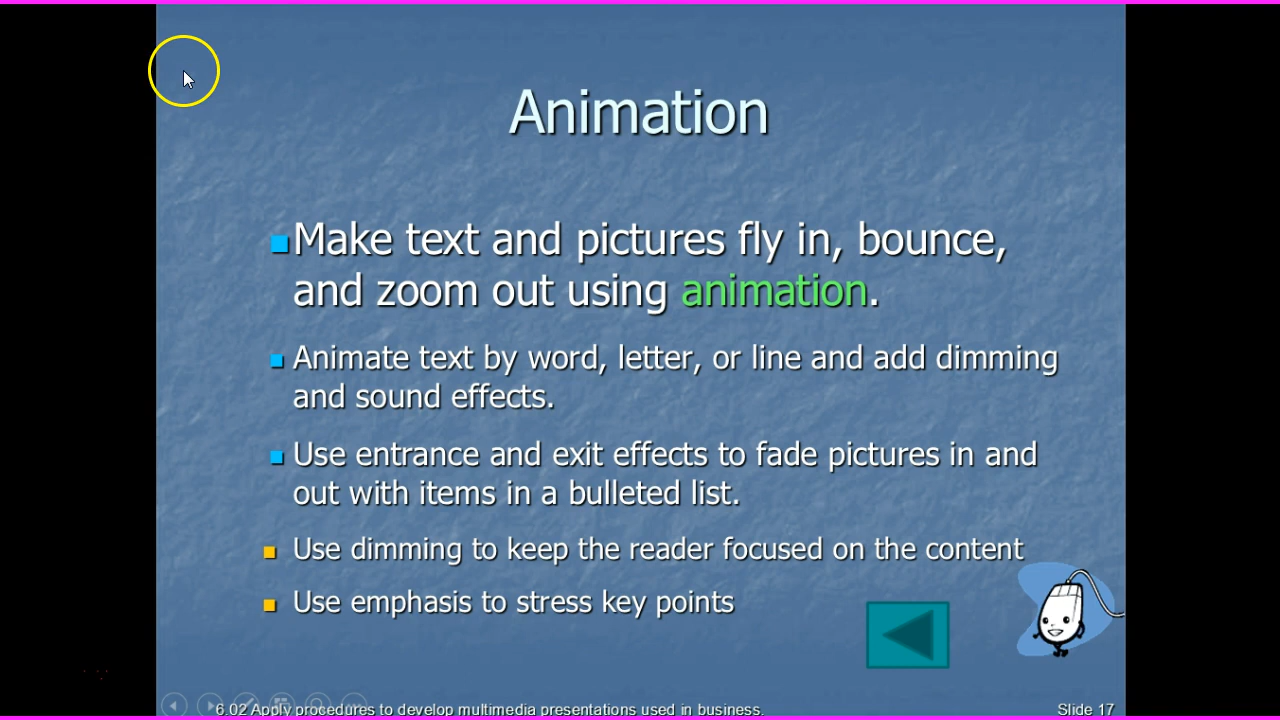 Animation
Make text and pictures fly in, bounce,
and zoom out using animation.
Animate text by word, letter, or line and add dimming
and sound effects.
Use entrance and exit effects to fade pictures in and
out with items in a bulleted list.
Use dimming to keep the reader focused on the content
Use emphasis to stress key points
6.02 Apply procedures to develop multimedia presentations used in business.
Slide 17